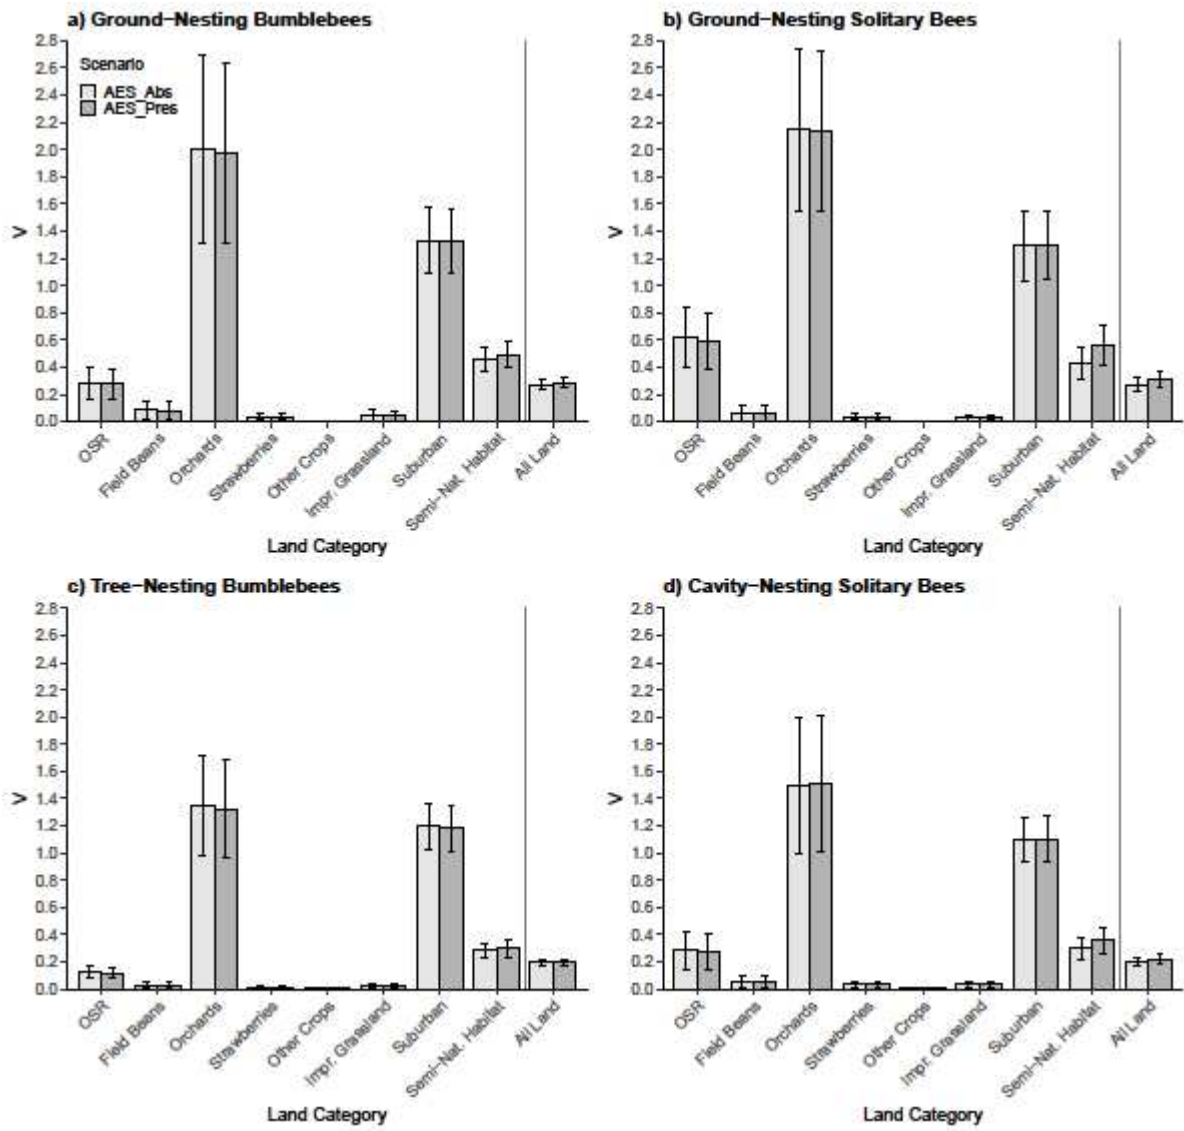 a) Ground-Nesting Bumblebees
2.8
2.6
2.4
2.2
2.0
1.8
1.6
1.4
1.2
1.0
0.8
0.6
0.4
0.2
0.0
V
Scenario
AES_Abs
AES_Pres
OSR
Field Beans
Orchards
Strawberries
Other Crops
Impr. Grassland
Suburban
Semi-Nat. Habitat
All Land
Land Category
b) Ground-Nesting Solitary Bees
2.8
2.6
2.4
2.2
2.0
1.8
1.6
1.4
1.2
1.0
0.8
0.6
0.4
0.2
0.0
V
OSR
Field Beans
Orchards
Strawberries
Other Crops
Impr. Grassland
Suburban
Semi-Nat. Habitat
All Land
Land Category
c) Tree-Nesting Bumblebees
2.8
2.6
2.4
2.2
2.0
1.8
1.6
1.4
1.2
1.0
0.8
0.6
0.4
0.2
0.0
V
OSR
Field Beans
Orchards
Strawberries
Other Crops
Impr. Grassland
Suburban
Semi-Nat. Habitat
All Land
Land Category
d) Cavity-Nesting Solitary Bees
2.8
2.6
2.4
2.2
2.0
1.8
1.6
1.4
1.2
1.0
0.8
0.6
0.4
0.2
0.0
V
OSR
Field Beans
Orchards
Strawberries
Other Crops
Impr. Grassland
Suburban
Semi-Nat. Habitat
All Land
Land Category